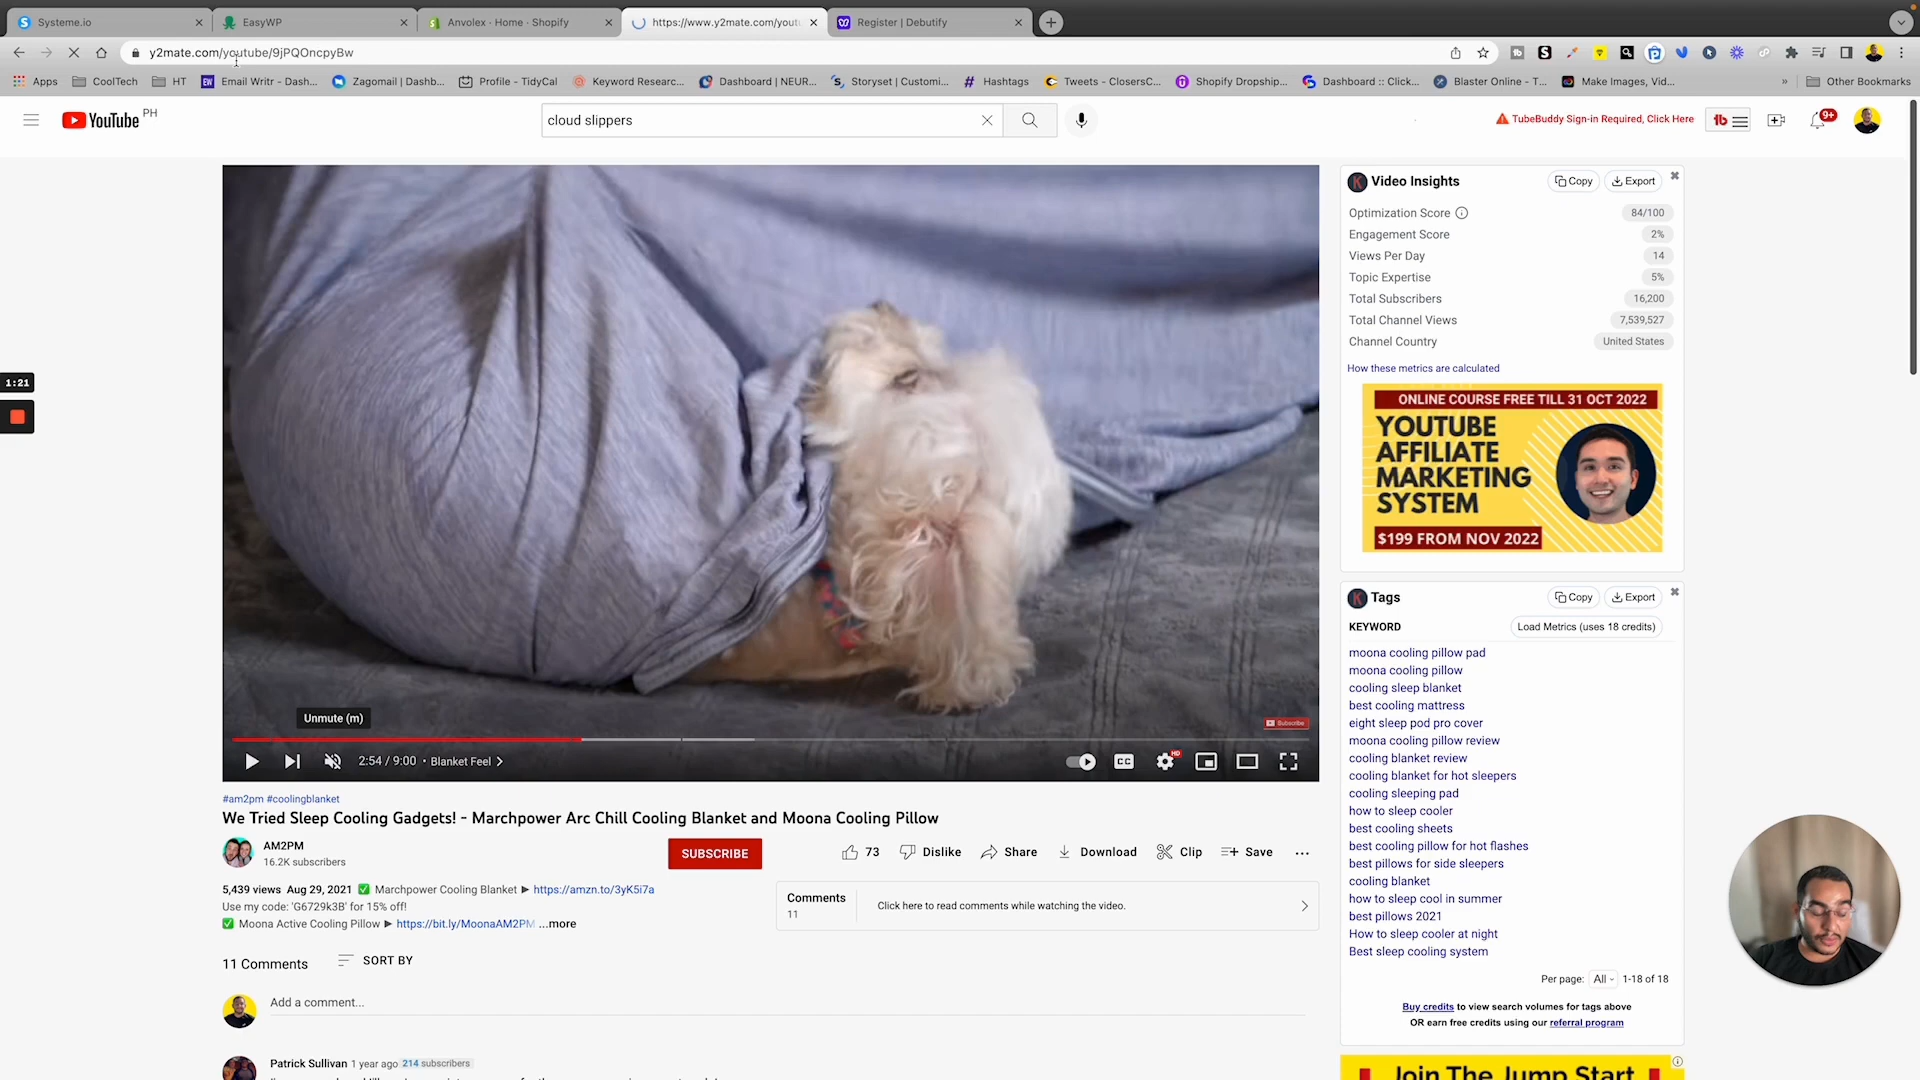 Systeme.io
EasyWP
Anvolex · Home · Shopify
https://www.y2mate.com/yout
Register | Debutify
y2mate.com/youtube/9jPQOncpyBw
Apps
CoolTech
HT
Email Writr - Dash...
Zagomail | Dashb...
Profile - TidyCal
Keyword Researc...
Dashboard | NEUR...
Storyset | Customi...
Hashtags
Tweets - ClosersC...
Shopify Dropship...
Dashboard :: Click...
Blaster Online - T...
Make Images, Vid...
»
Other Bookmarks
YouTube PH
cloud slippers
TubeBuddy Sign-in Required, Click Here
9+
1:21
Unmute (m)
Subscribe
2:54 / 9:00 • Blanket Feel
CC
HD
#am2pm #coolingblanket
We Tried Sleep Cooling Gadgets! - Marchpower Arc Chill Cooling Blanket and Moona Cooling Pillow
AM2PM
16.2K subscribers
SUBSCRIBE
73
Dislike
Share
Download
Clip
Save
5,439 views Aug 29, 2021 ✅ Marchpower Cooling Blanket ► https://amzn.to/3yK5i7a
Use my code: 'G6729k3B' for 15% off!
✅ Moona Active Cooling Pillow ► https://bit.ly/MoonaAM2PM ...more
Comments
11
Click here to read comments while watching the video.
11 Comments
SORT BY
Add a comment...
Patrick Sullivan 1 year ago 214 subscribers
Video Insights
Copy
Export
Optimization Score 84/100
Engagement Score 2%
Views Per Day 14
Topic Expertise 5%
Total Subscribers 16,200
Total Channel Views 7,539,527
Channel Country United States
How these metrics are calculated
ONLINE COURSE FREE TILL 31 OCT 2022
YOUTUBE
AFFILIATE
MARKETING
SYSTEM
$199 FROM NOV 2022
Tags
Copy
Export
KEYWORD
Load Metrics (uses 18 credits)
moona cooling pillow pad
moona cooling pillow
cooling sleep blanket
best cooling mattress
eight sleep pod pro cover
moona cooling pillow review
cooling blanket review
cooling blanket for hot sleepers
cooling sleeping pad
how to sleep cooler
best cooling sheets
best cooling pillow for hot flashes
best pillows for side sleepers
cooling blanket
how to sleep cool in summer
best pillows 2021
How to sleep cooler at night
Best sleep cooling system
Per page: All 1-18 of 18
Buy credits to view search volumes for tags above
OR earn free credits using our referral program
Join The Jump Start